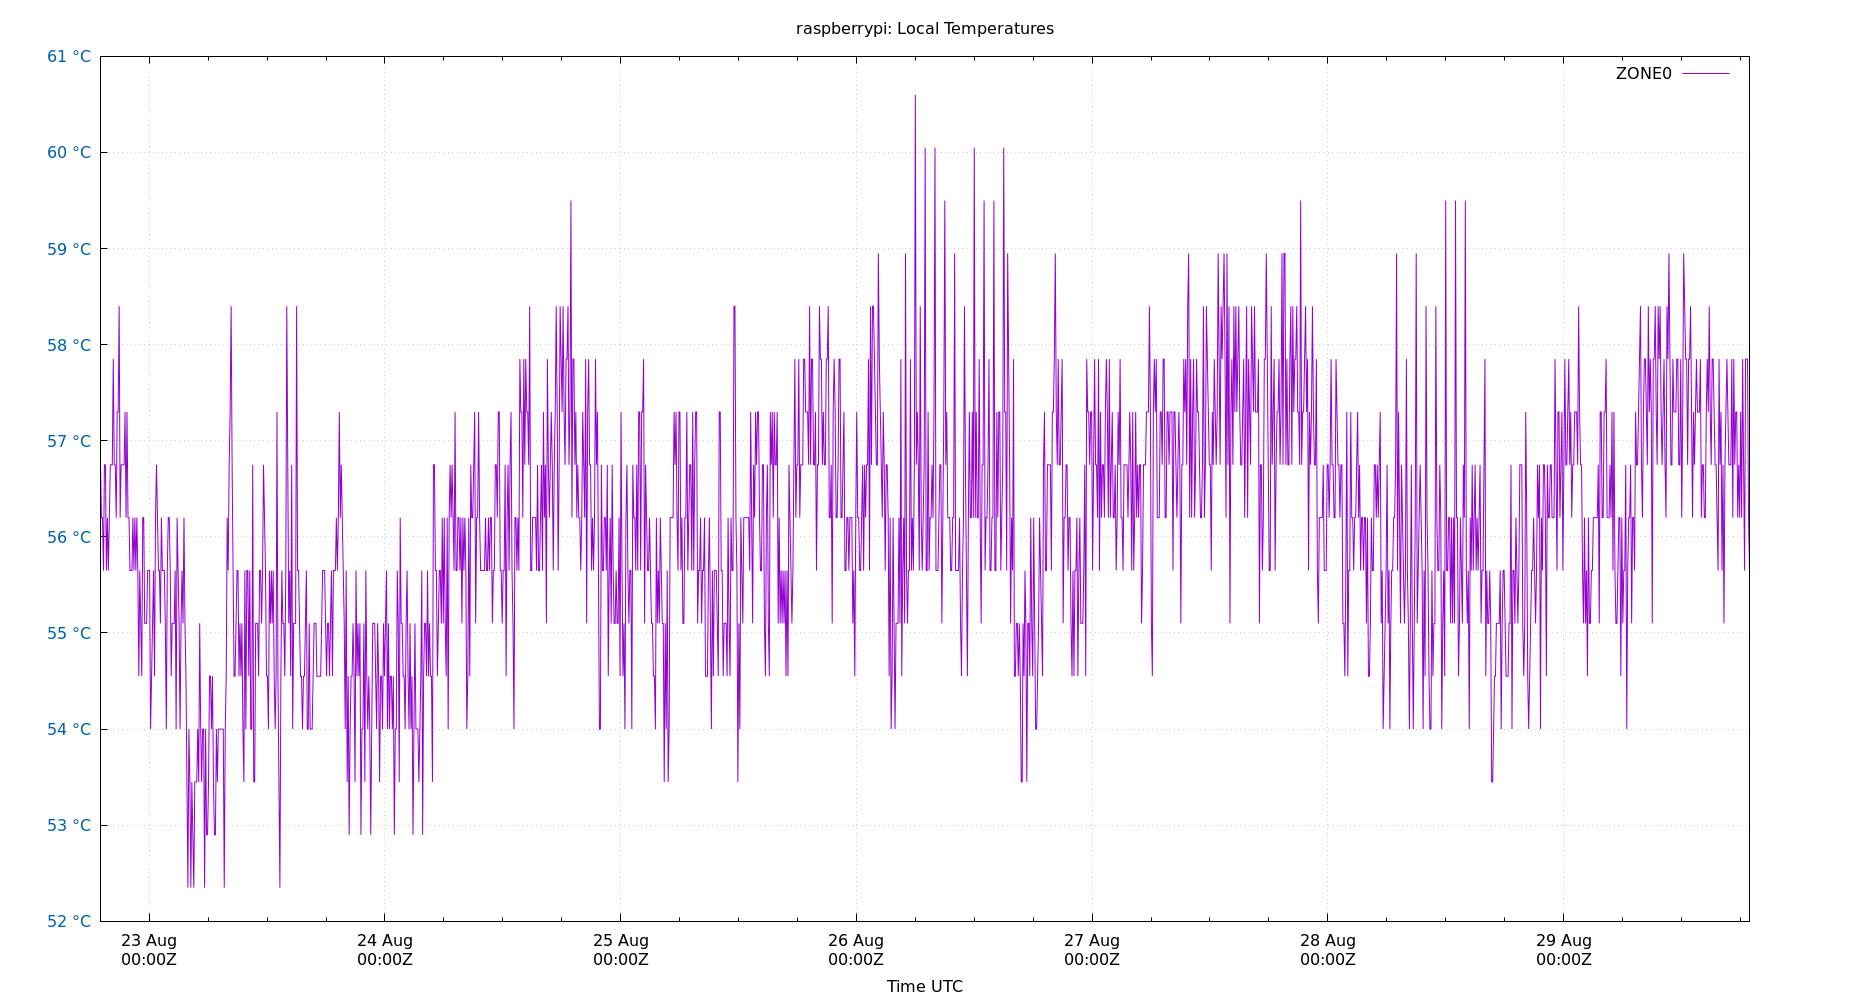 raspberrypi: Local Temperatures
61 °C
ZONE0
60 °C
59 °C
58 °C
57 °C
56 °C
55 °C
54 °C
53 °C
52 °C
23 Aug 24 Aug 25 Aug 26 Aug 27 Aug 28 Aug 29 Aug
00:00Z 00:00Z 00:00Z 00:00Z 00:00Z 00:00Z 00:00Z
Time UTC